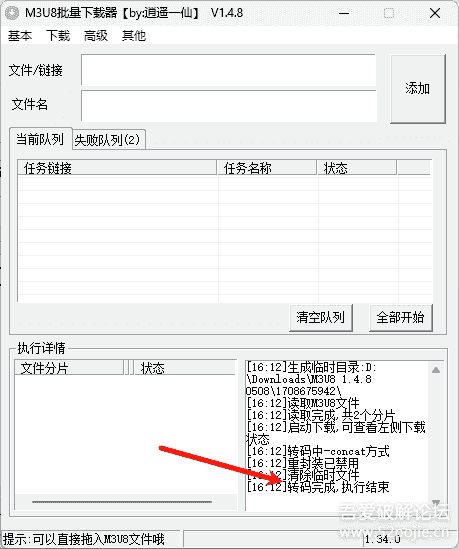 M3U8批量下载器【by:逍遥一仙】 V1.4.8
基本 下载 高级 其他
文件/链接
添加
文件名
当前队列 失败队列(2)
任务链接 任务名称 状态
清空队列 全部开始
执行详情
文件分片 状态
[16:12]生成临时目录:D:
\Downloads\M3U8 1.4.8
0508\1708675942\
[16:12]读取M3U8文件
[16:12]读取完成,共2个分片
[16:12]启动下载,可查看左侧下载
状态
[16:12]转码中-concat方式
[16:12]重封装已禁用
[16:12]清除临时文件
[16:12]转码完成,执行结束
提示:可以直接拖入M3U8文件哦
1.34.0
吾爱破解论坛
www.52pojie.cn